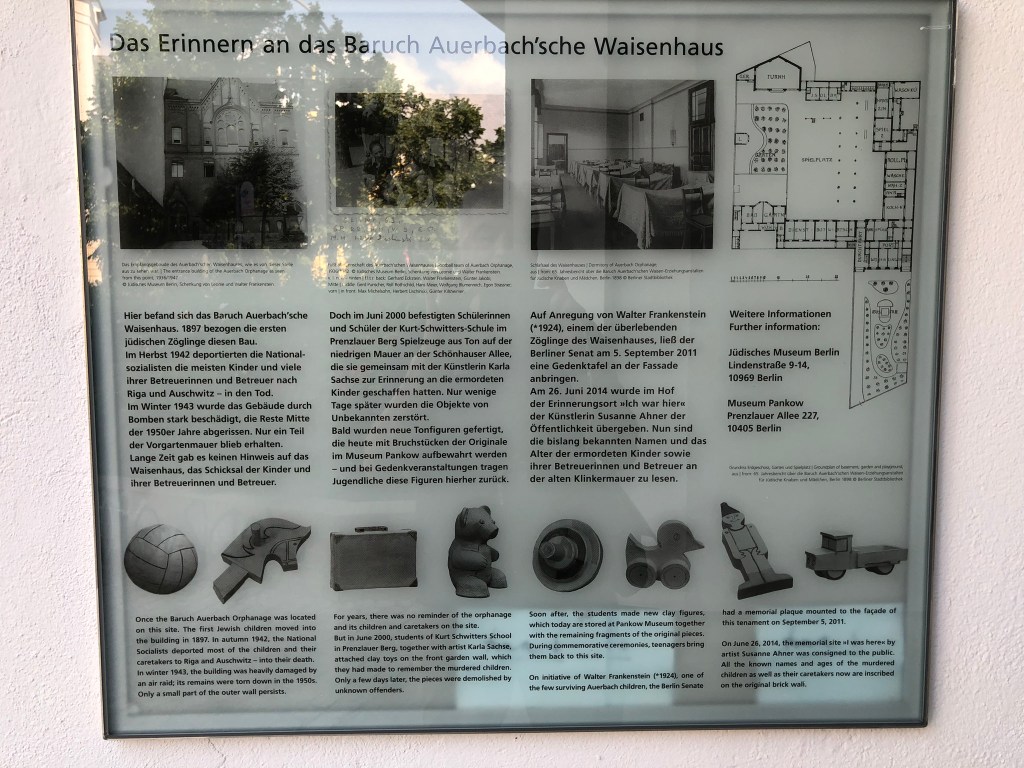 Das Erinnern an das Baruch Auerbach'sche Waisenhaus
TURNH
SPIELPLATZ
GARTEN
Hier befand sich das Baruch Auerbach'sche
Waisenhaus. 1897 bezogen die ersten
jüdischen Zöglinge diesen Bau.
Im Herbst 1942 deportierten die National-
sozialisten die meisten Kinder und viele
ihrer Betreuerinnen und Betreuer nach
Riga und Auschwitz – in den Tod.
Im Winter 1943 wurde das Gebäude durch
Bomben stark beschädigt, die Reste Mitte
der 1950er Jahre abgerissen. Nur ein Teil
der Vorgartenmauer blieb erhalten.
Lange Zeit gab es keinen Hinweis auf das
Waisenhaus, das Schicksal der Kinder und
ihrer Betreuerinnen und Betreuer.
Doch im Juni 2000 befestigten Schülerinnen
und Schüler der Kurt-Schwitters-Schule im
Prenzlauer Berg Spielzeuge aus Ton auf der
niedrigen Mauer an der Schönhauser Allee,
die sie gemeinsam mit der Künstlerin Karla
Sachse zur Erinnerung an die ermordeten
Kinder geschaffen hatten. Nur wenige
Tage später wurden die Objekte von
Unbekannten zerstört.
Bald wurden neue Tonfiguren gefertigt,
die heute mit Bruchstücken der Originale
im Museum Pankow aufbewahrt werden
– und bei Gedenkveranstaltungen tragen
Jugendliche diese Figuren hierher zurück.
Auf Anregung von Walter Frankenstein
(*1924), einem der überlebenden
Zöglinge des Waisenhauses, ließ der
Berliner Senat am 5. September 2011
eine Gedenktafel an der Fassade
anbringen.
Am 26. Juni 2014 wurde im Hof
der Erinnerungsort »Ich war hier«
der Künstlerin Susanne Ahner der
Öffentlichkeit übergeben. Nun sind
die bislang bekannten Namen und das
Alter der ermordeten Kinder sowie
ihrer Betreuerinnen und Betreuer an
der alten Klinkermauer zu lesen.
Weitere Informationen
Further information:
Jüdisches Museum Berlin
Lindenstraße 9-14,
10969 Berlin
Museum Pankow
Prenzlauer Allee 227,
10405 Berlin
Once the Baruch Auerbach Orphanage was located
on this site. The first Jewish children moved into
the building in 1897. In autumn 1942, the National
Socialists deported most of the children and their
caretakers to Riga and Auschwitz – into their death.
In winter 1943, the building was heavily damaged by
an air raid; its remains were torn down in the 1950s.
Only a small part of the outer wall persists.
For years, there was no reminder of the orphanage
and its children and caretakers on the site.
But in June 2000, students of Kurt Schwitters School
in Prenzlauer Berg, together with artist Karla Sachse,
attached clay toys on the front garden wall, which
they had made to remember the murdered children.
Only a few days later, the pieces were demolished by
unknown offenders.
Soon after, the students made new clay figures,
which today are stored at Pankow Museum together
with the remaining fragments of the original pieces.
During commemorative ceremonies, teenagers bring
them back to this site.
On initiative of Walter Frankenstein (*1924), one of
the few surviving Auerbach children, the Berlin Senate
had a memorial plaque mounted to the façade of
this tenament on September 5, 2011.
On June 26, 2014, the memorial site »I was here« by
artist Susanne Ahner was consigned to the public.
All the known names and ages of the murdered
children as well as their caretakers now are inscribed
on the original brick wall.